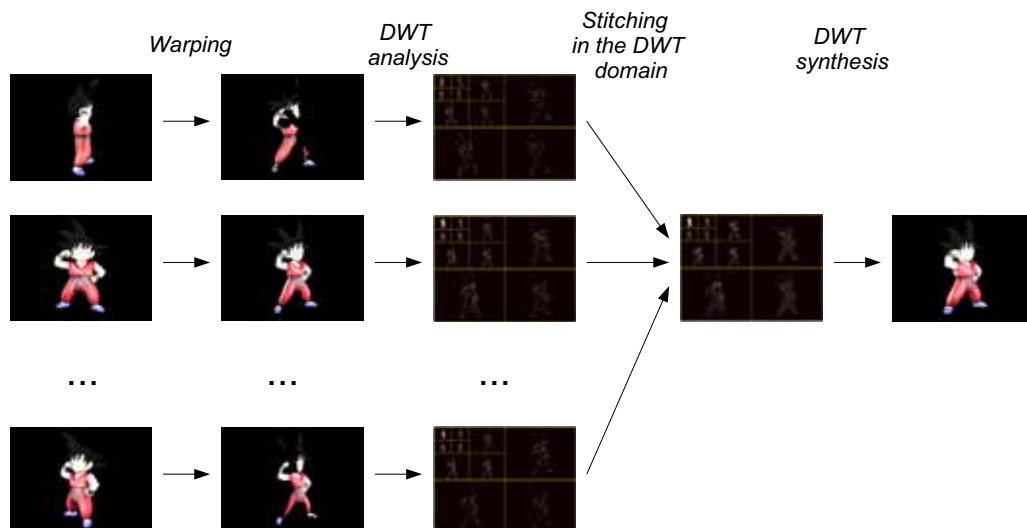 Warping
DWT
analysis
Stitching
in the DWT
domain
DWT
synthesis
... ... ...